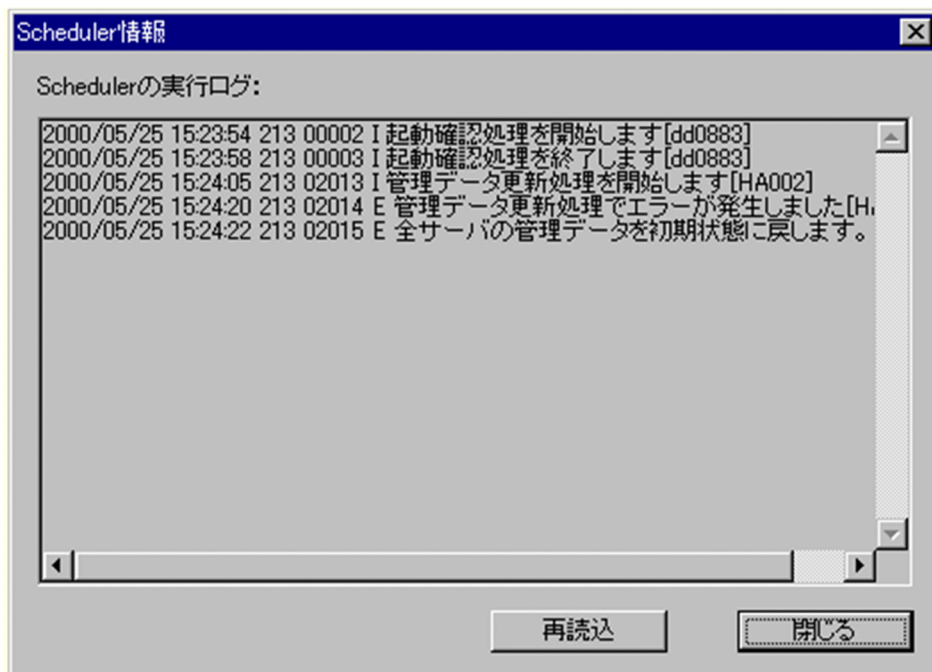 Scheduler情報
Schedulerの実行ログ:
2000/05/25 15:23:54 213 00002 I 起動確認処理を開始します[dd0883]
2000/05/25 15:23:58 213 00003 I 起動確認処理を終了します[dd0883]
2000/05/25 15:24:05 213 02013 I 管理データ更新処理を開始します[HA002]
2000/05/25 15:24:20 213 02014 E 管理データ更新処理でエラーが発生しました[H
2000/05/25 15:24:22 213 02015 E 全サーバの管理データを初期状態に戻します。
再読込
閉じる